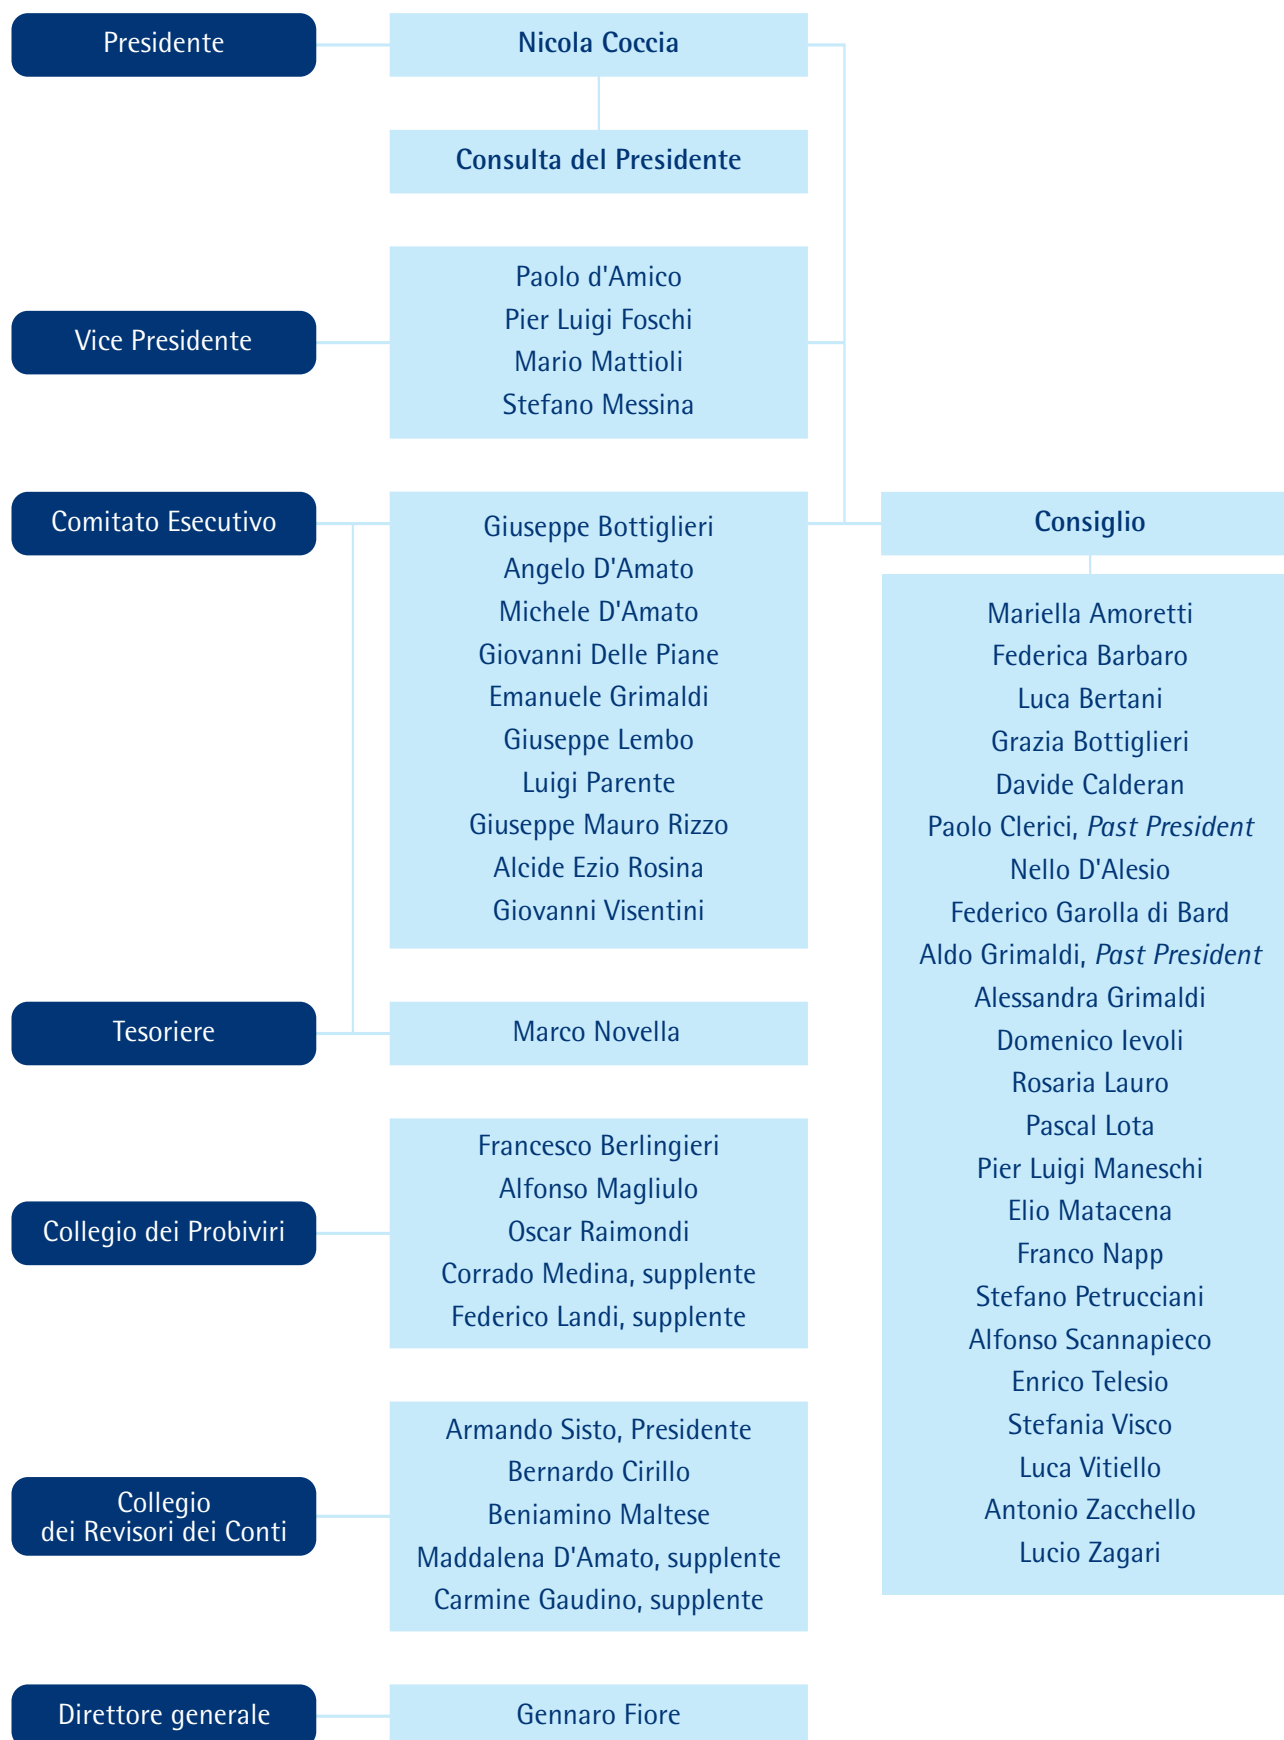 Presidente
Nicola Coccia
Consulta del Presidente
Vice Presidente
Paolo d'Amico
Pier Luigi Foschi
Mario Mattioli
Stefano Messina
Comitato Esecutivo
Giuseppe Bottiglieri
Angelo D'Amato
Michele D'Amato
Giovanni Delle Piane
Emanuele Grimaldi
Giuseppe Lembo
Luigi Parente
Giuseppe Mauro Rizzo
Alcide Ezio Rosina
Giovanni Visentini
Consiglio
Mariella Amoretti
Federica Barbaro
Luca Bertani
Grazia Bottiglieri
Davide Calderan
Paolo Clerici, Past President
Nello D'Alesio
Federico Garolla di Bard
Aldo Grimaldi, Past President
Alessandra Grimaldi
Domenico Ievoli
Rosaria Lauro
Pascal Lota
Pier Luigi Maneschi
Elio Matacena
Franco Napp
Stefano Petrucciani
Alfonso Scannapieco
Enrico Telesio
Stefania Visco
Luca Vitiello
Antonio Zacchello
Lucio Zagari
Tesoriere
Marco Novella
Collegio dei Probiviri
Francesco Berlingieri
Alfonso Magliulo
Oscar Raimondi
Corrado Medina, supplente
Federico Landi, supplente
Collegio
dei Revisori dei Conti
Armando Sisto, Presidente
Bernardo Cirillo
Beniamino Maltese
Maddalena D'Amato, supplente
Carmine Gaudino, supplente
Direttore generale
Gennaro Fiore